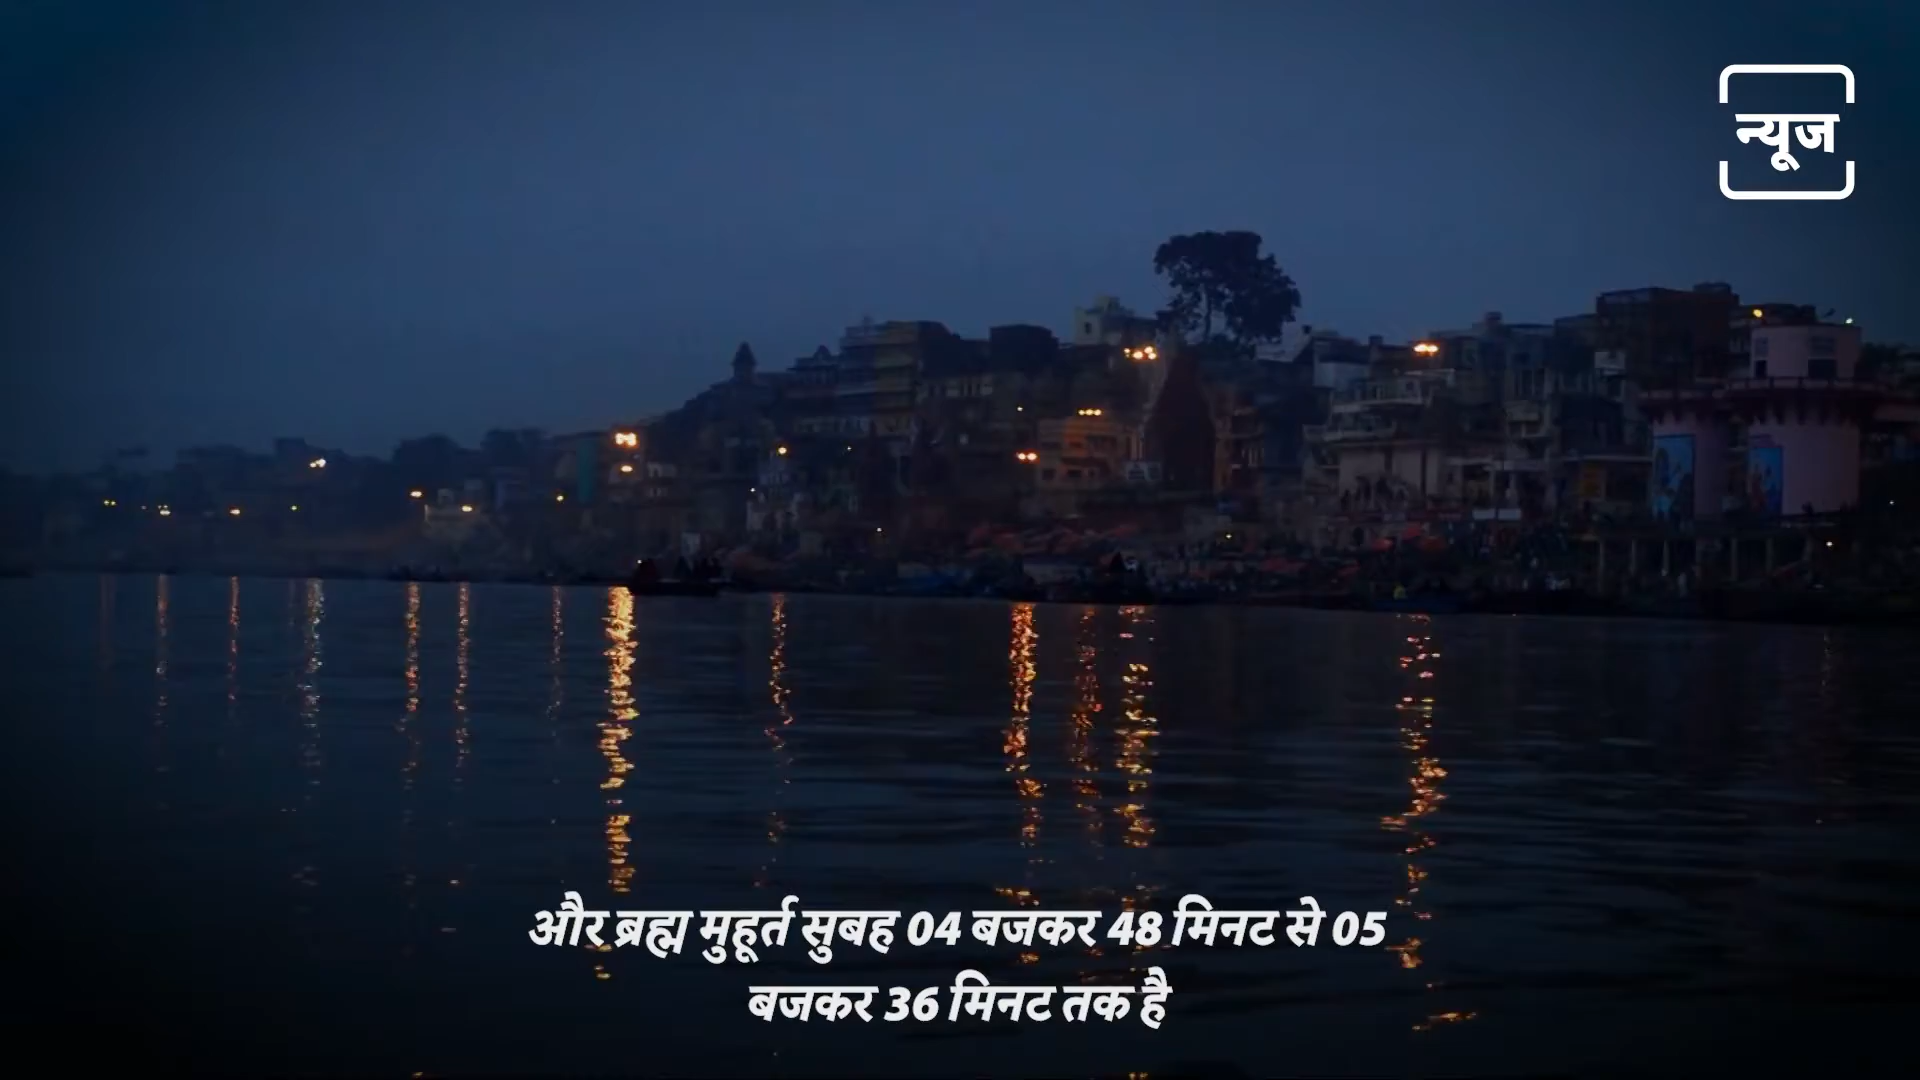 न्यूज
और ब्रह्म मुहूर्त सुबह 04 बजकर 48 मिनट से 05
बजकर 36 मिनट तक है